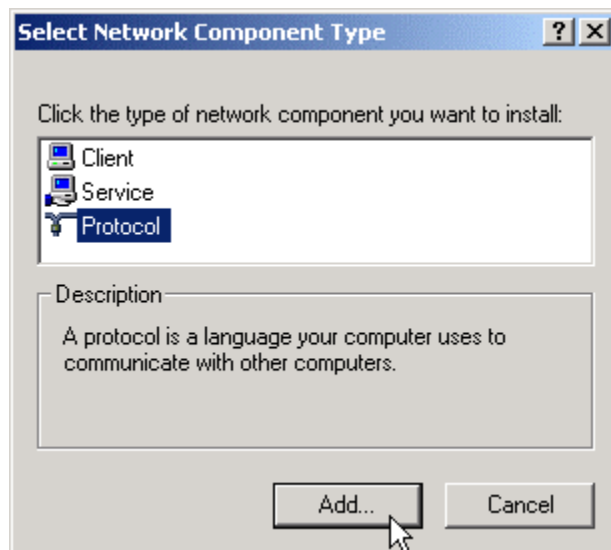 Select Network Component Type
Click the type of network component you want to install:
Client
Service
Protocol
Description
A protocol is a language your computer uses to
communicate with other computers.
Add... Cancel